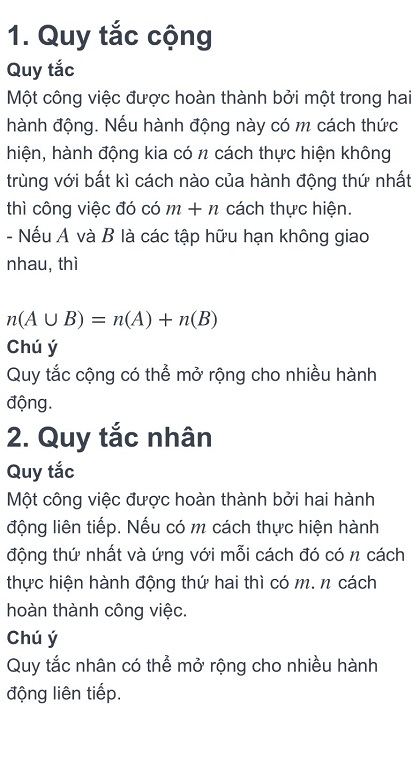 1. Quy tắc cộng
Quy tắc
Một công việc được hoàn thành bởi một trong hai
hành động. Nếu hành động này có m cách thức
hiện, hành động kia có n cách thực hiện không
trùng với bất kì cách nào của hành động thứ nhất
thì công việc đó có m + n cách thực hiện.
- Nếu A và B là các tập hữu hạn không giao
nhau, thì
n(A ∪ B) = n(A) + n(B)
Chú ý
Quy tắc cộng có thể mở rộng cho nhiều hành
động.
2. Quy tắc nhân
Quy tắc
Một công việc được hoàn thành bởi hai hành
động liên tiếp. Nếu có m cách thực hiện hành
động thứ nhất và ứng với mỗi cách đó có n cách
thực hiện hành động thứ hai thì có m. n cách
hoàn thành công việc.
Chú ý
Quy tắc nhân có thể mở rộng cho nhiều hành
động liên tiếp.